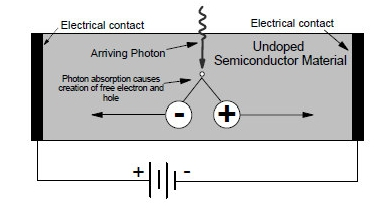 Electrical contact
Electrical contact
Arriving Photon
Undoped
Semiconductor Material
Photon absorption causes
creation of free electron and
hole
-
+
+
-